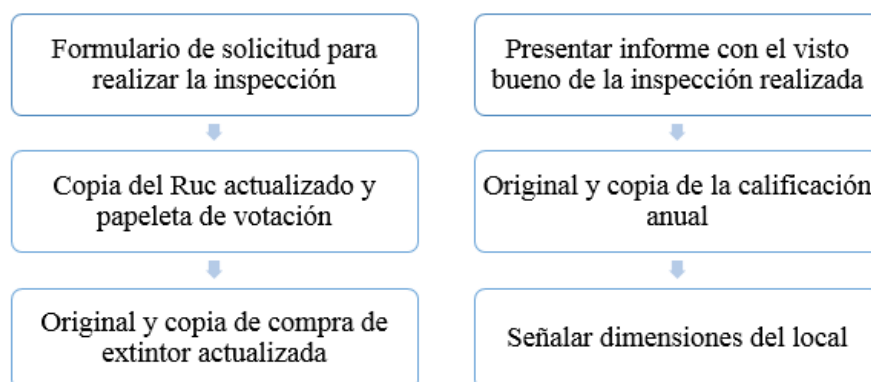 Formulario de solicitud para
realizar la inspección
Copia del Ruc actualizado y
papeleta de votación
Original y copia de compra de
extintor actualizada
Presentar informe con el visto
bueno de la inspección realizada
Original y copia de la calificación
anual
Señalar dimensiones del local